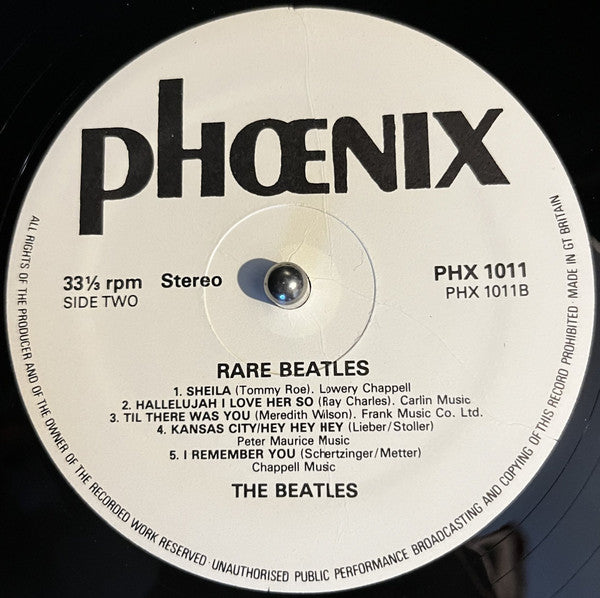 PHŒNIX
33⅓ rpm Stereo
SIDE TWO
PHX 1011
PHX 1011B
RARE BEATLES
1. SHEILA (Tommy Roe). Lowery Chappell
2. HALLELUJAH I LOVE HER SO (Ray Charles). Carlin Music
3. TIL THERE WAS YOU (Meredith Wilson). Frank Music Co. Ltd.
4. KANSAS CITY/HEY HEY HEY (Lieber/Stoller)
Peter Maurice Music
5. I REMEMBER YOU (Schertzinger/Metter)
Chappell Music
THE BEATLES
ALL RIGHTS OF THE PRODUCER AND OF THE OWNER OF THE RECORDED WORK RESERVED · UNAUTHORISED PUBLIC PERFORMANCE BROADCASTING AND COPYING OF THIS RECORD PROHIBITED MADE IN GT BRITAIN